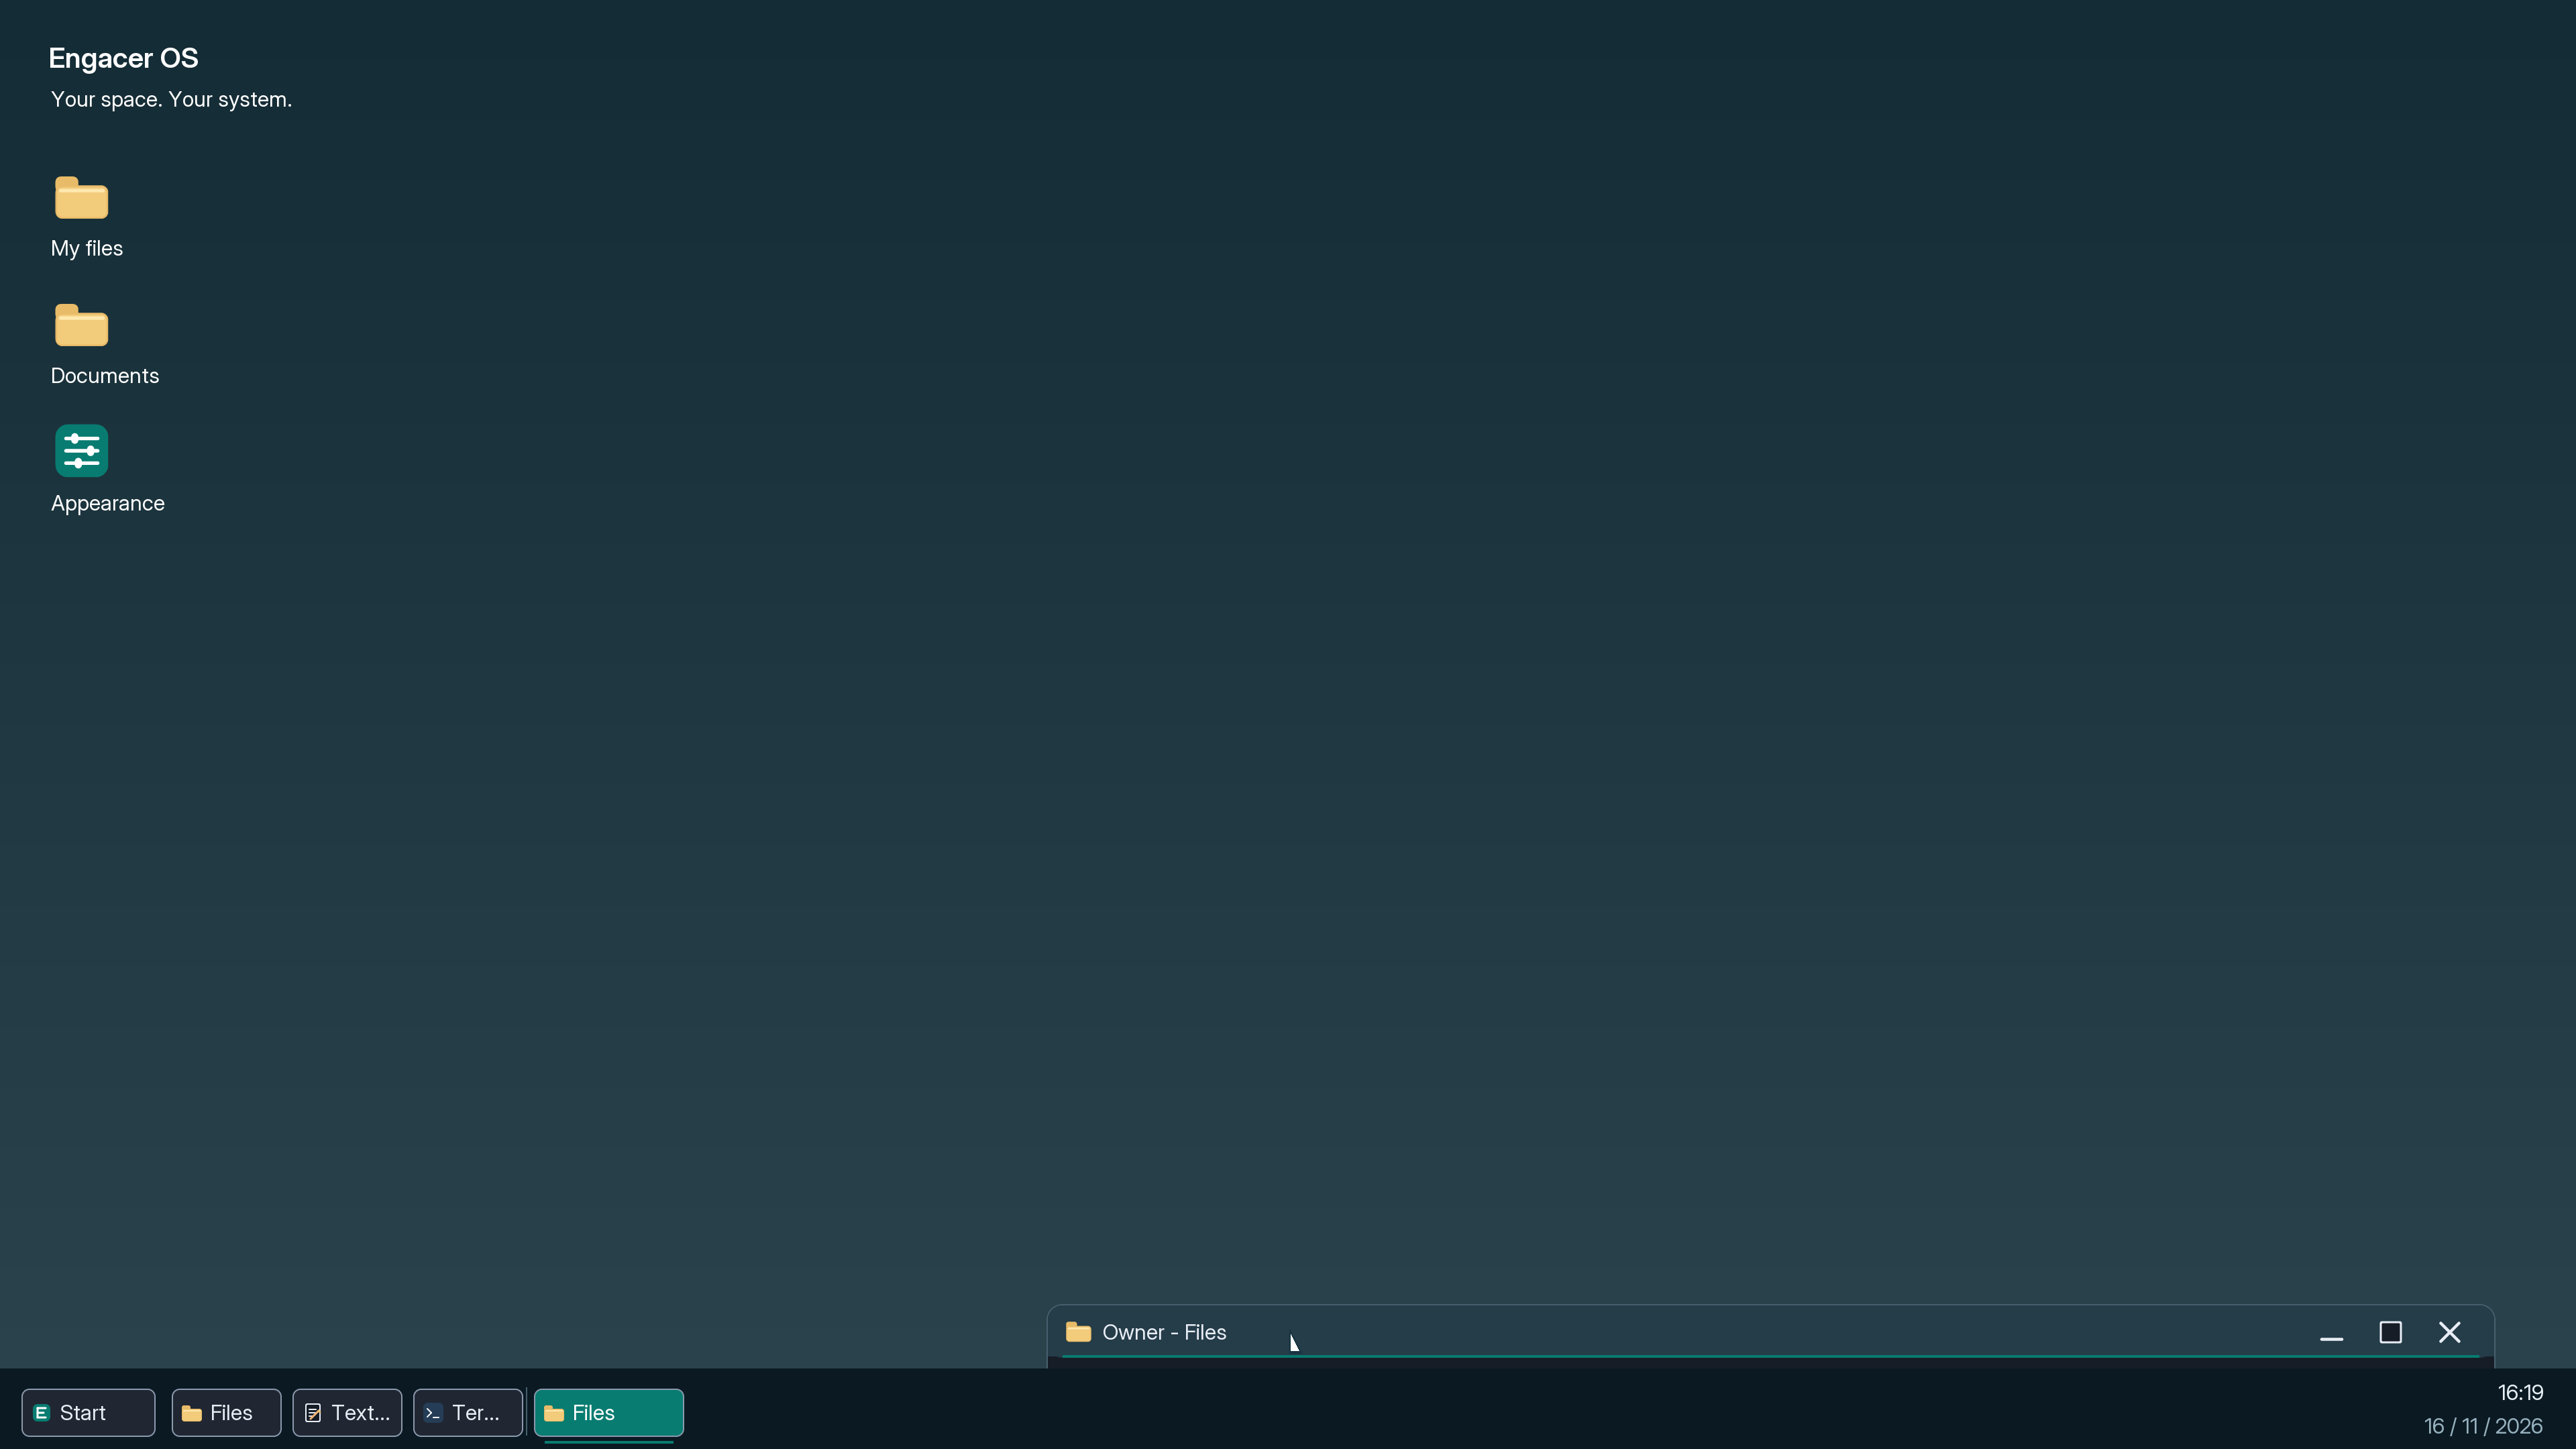 Engacer OS
Your space. Your system.
My files
Documents
Appearance
Owner - Files
Start
Files
Text...
Ter...
Files
16:19
16 / 11 / 2026